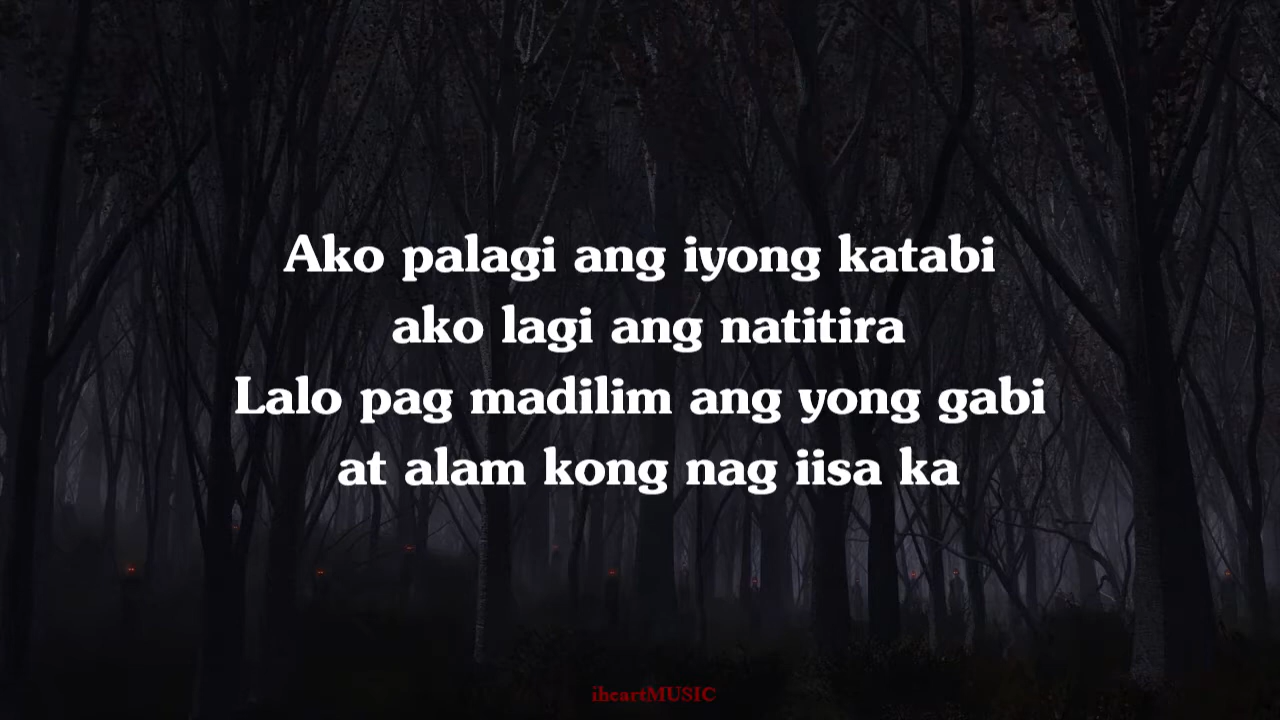 Ako palagi ang iyong katabi
ako lagi ang natitira
Lalo pag madilim ang yong gabi
at alam kong nag iisa ka
iheartMUSIC